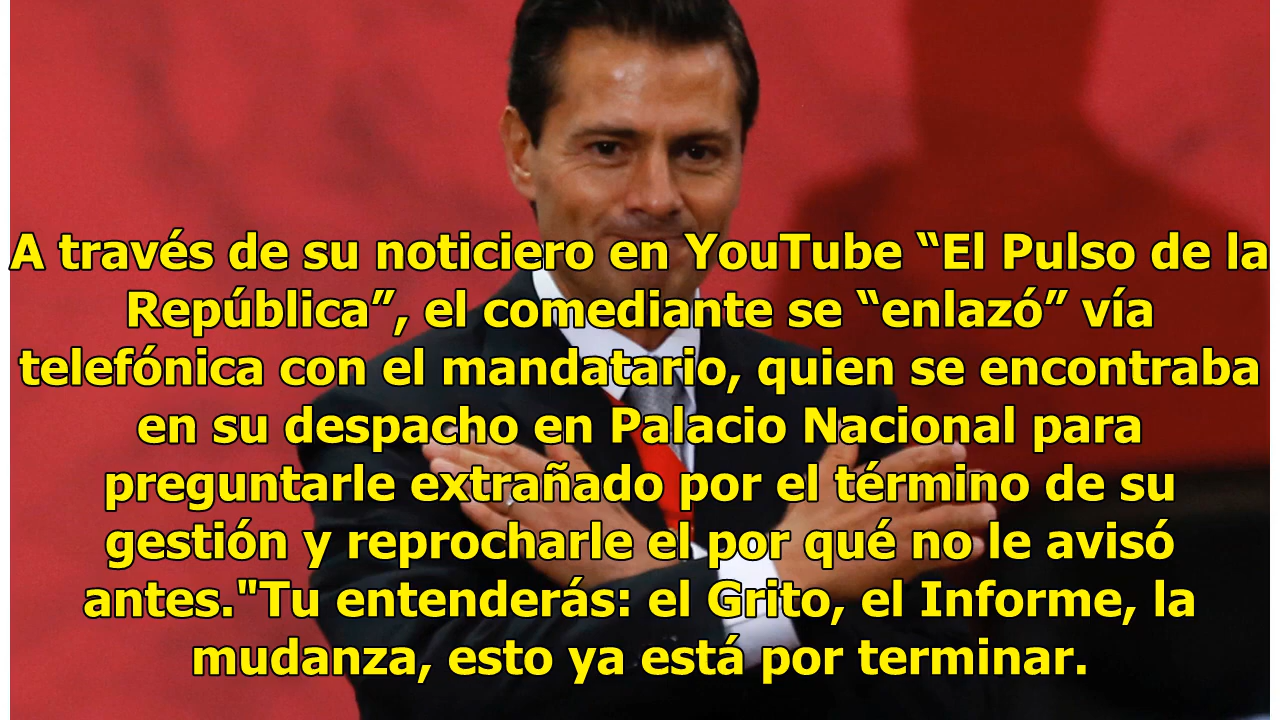 A través de su noticiero en YouTube “El Pulso de la
República”, el comediante se “enlazó” vía
telefónica con el mandatario, quien se encontraba
en su despacho en Palacio Nacional para
preguntarle extrañado por el término de su
gestión y reprocharle el por qué no le avisó
antes."Tu entenderás: el Grito, el Informe, la
mudanza, esto ya está por terminar.